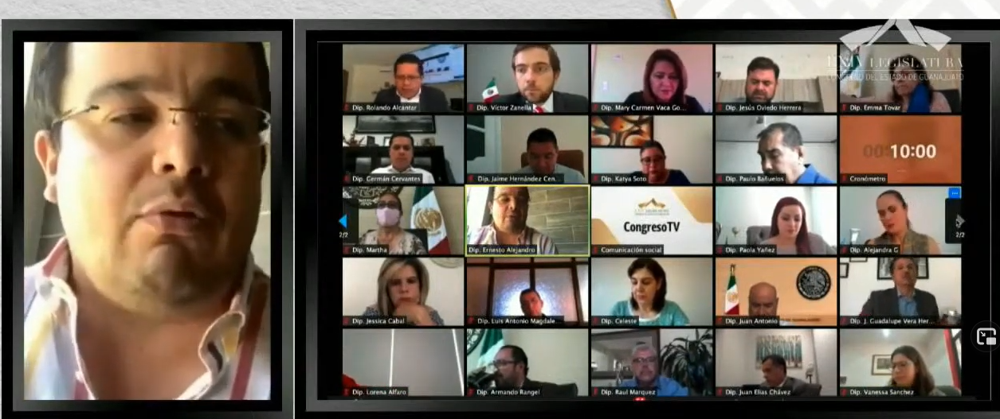 LXIV LEGISLATURA
CONGRESO DEL ESTADO DE GUANAJUATO
Dip. Rolando Alcantar
Dip. Victor Zanella
Dip. Mary Carmen Vaca Go...
Dip. Jesús Oviedo Herrera
Dip. Emma Tovar
Dip. Germán Cervantes
Dip. Jaime Hernández Cen...
Dip. Katya Soto
Dip. Paulo Bañuelos
00:10:00
Cronómetro
2/2
Dip. Martha
Dip. Ernesto Alejandro
CongresoTV
Comunicación social
Dip. Paola Yañez
Dip. Alejandra G
2/2
Dip. Jessica Cabal
Dip. Luis Antonio Magdale...
Dip. Celeste
Dip. Juan Antonio
Dip. J. Guadalupe Vera Her...
Dip. Lorena Alfaro
Dip. Armando Rangel
Dip. Raul Marquez
Dip. Juan Elias Chávez
Dip. Vanessa Sanchez